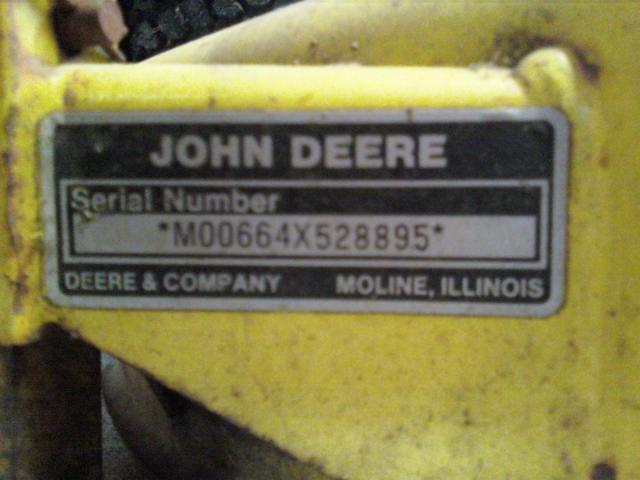 JOHN DEERE
Serial Number
*M00664X528895*
DEERE & COMPANY MOLINE, ILLINOIS